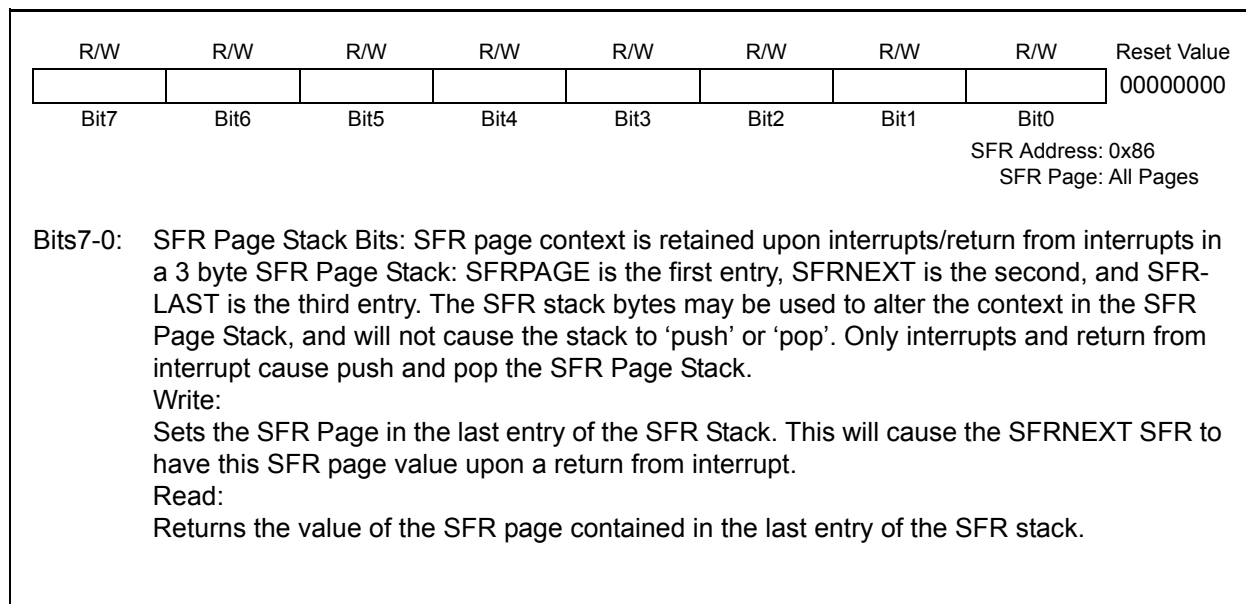 R/W R/W R/W R/W R/W R/W R/W R/W Reset Value
00000000
Bit7 Bit6 Bit5 Bit4 Bit3 Bit2 Bit1 Bit0
SFR Address: 0x86
SFR Page: All Pages
Bits7-0: SFR Page Stack Bits: SFR page context is retained upon interrupts/return from interrupts in
a 3 byte SFR Page Stack: SFRPAGE is the first entry, SFRNEXT is the second, and SFR-
LAST is the third entry. The SFR stack bytes may be used to alter the context in the SFR
Page Stack, and will not cause the stack to ‘push’ or ‘pop’. Only interrupts and return from
interrupt cause push and pop the SFR Page Stack.
Write:
Sets the SFR Page in the last entry of the SFR Stack. This will cause the SFRNEXT SFR to
have this SFR page value upon a return from interrupt.
Read:
Returns the value of the SFR page contained in the last entry of the SFR stack.